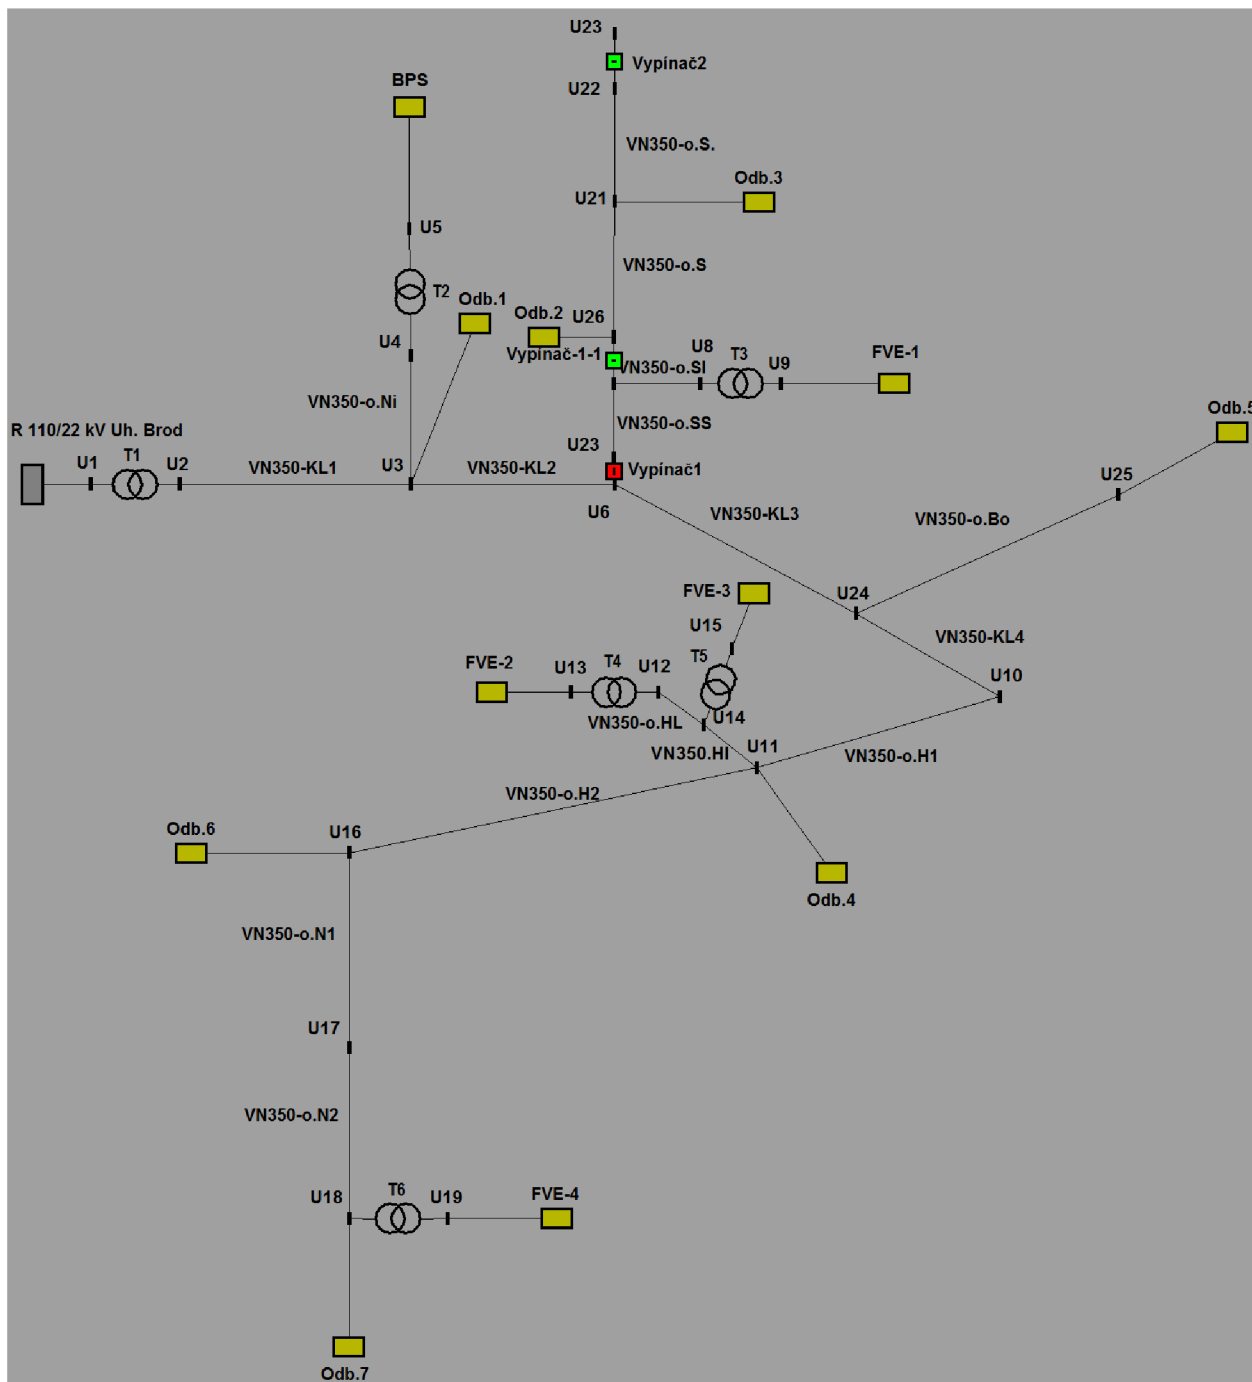 U23
Vypínač2
BPS
U22
VN350-o.S.
Odb.3
U21
U5
VN350-o.S
T2
Odb.1
Odb.2
U26
U4
Vypínač-1-1
U8
T3
U9
FVE-1
VN350-o.SI
VN350-o.Ni
Odb.5
VN350-o.SS
R 110/22 kV Uh. Brod
U23
U1
T1
U2
VN350-KL1
U3
VN350-KL2
Vypínač1
U25
U6
VN350-KL3
VN350-o.Bo
FVE-3
U24
U15
VN350-KL4
FVE-2
U13
T4
U12
T5
U10
VN350-o.HL
U14
VN350.HI
U11
VN350-o.H1
VN350-o.H2
Odb.6
U16
Odb.4
VN350-o.N1
U17
VN350-o.N2
U18
T6
U19
FVE-4
Odb.7